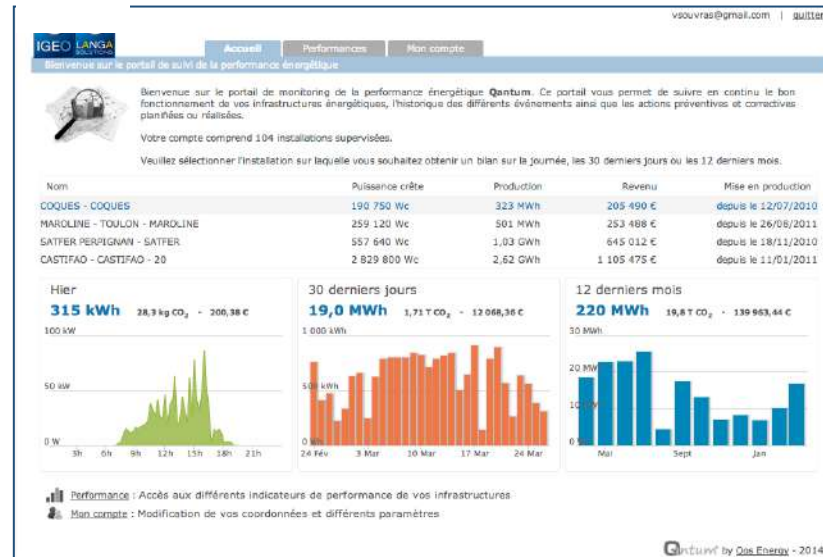 vsouvras@gmail.com | quitter
IGEO LANGA
SOLUTIONS
Accueil Performances Mon compte
Bienvenue sur le portail de suivi de la performance énergétique
Bienvenue sur le portail de monitoring de la performance énergétique Qantum. Ce portail vous permet de suivre en continu le bon
fonctionnement de vos infrastructures énergétiques, l'historique des différents événements ainsi que les actions préventives et correctives
planifiées ou réalisées.
Votre compte comprend 104 installations supervisées.
Veuillez sélectionner l'installation sur laquelle vous souhaitez obtenir un bilan sur la journée, les 30 derniers jours ou les 12 derniers mois.
Nom Puissance crête Production Revenu Mise en production
COQUES - COQUES 190 750 Wc 323 MWh 205 490 € depuis le 12/07/2010
MAROLINE - TOULON - MAROLINE 259 120 Wc 501 MWh 253 488 € depuis le 26/08/2011
SATFER PERPIGNAN - SATFER 557 640 Wc 1,03 GWh 645 012 € depuis le 18/11/2010
CASTIFAO - CASTIFAO - 20 2 829 800 Wc 2,62 GWh 1 105 475 € depuis le 11/01/2011
Hier
315 kWh 28,3 kg CO2 - 200,38 €
100 kW
50 kW
0 W
3h 6h 9h 12h 15h 18h 21h
30 derniers jours
19,0 MWh 1,71 T CO2 - 12 068,36 €
1 000 kWh
500 kWh
0 Wh
24 Fév 3 Mar 10 Mar 17 Mar 24 Mar
12 derniers mois
220 MWh 19,8 T CO2 - 139 963,44 €
30 MWh
20 MW
10 MW
0
Mai Sept Jan
Performance : Accès aux différents indicateurs de performance de vos infrastructures
Mon compte : Modification de vos coordonnées et différents paramètres
Qantum by Qos Energy - 2014